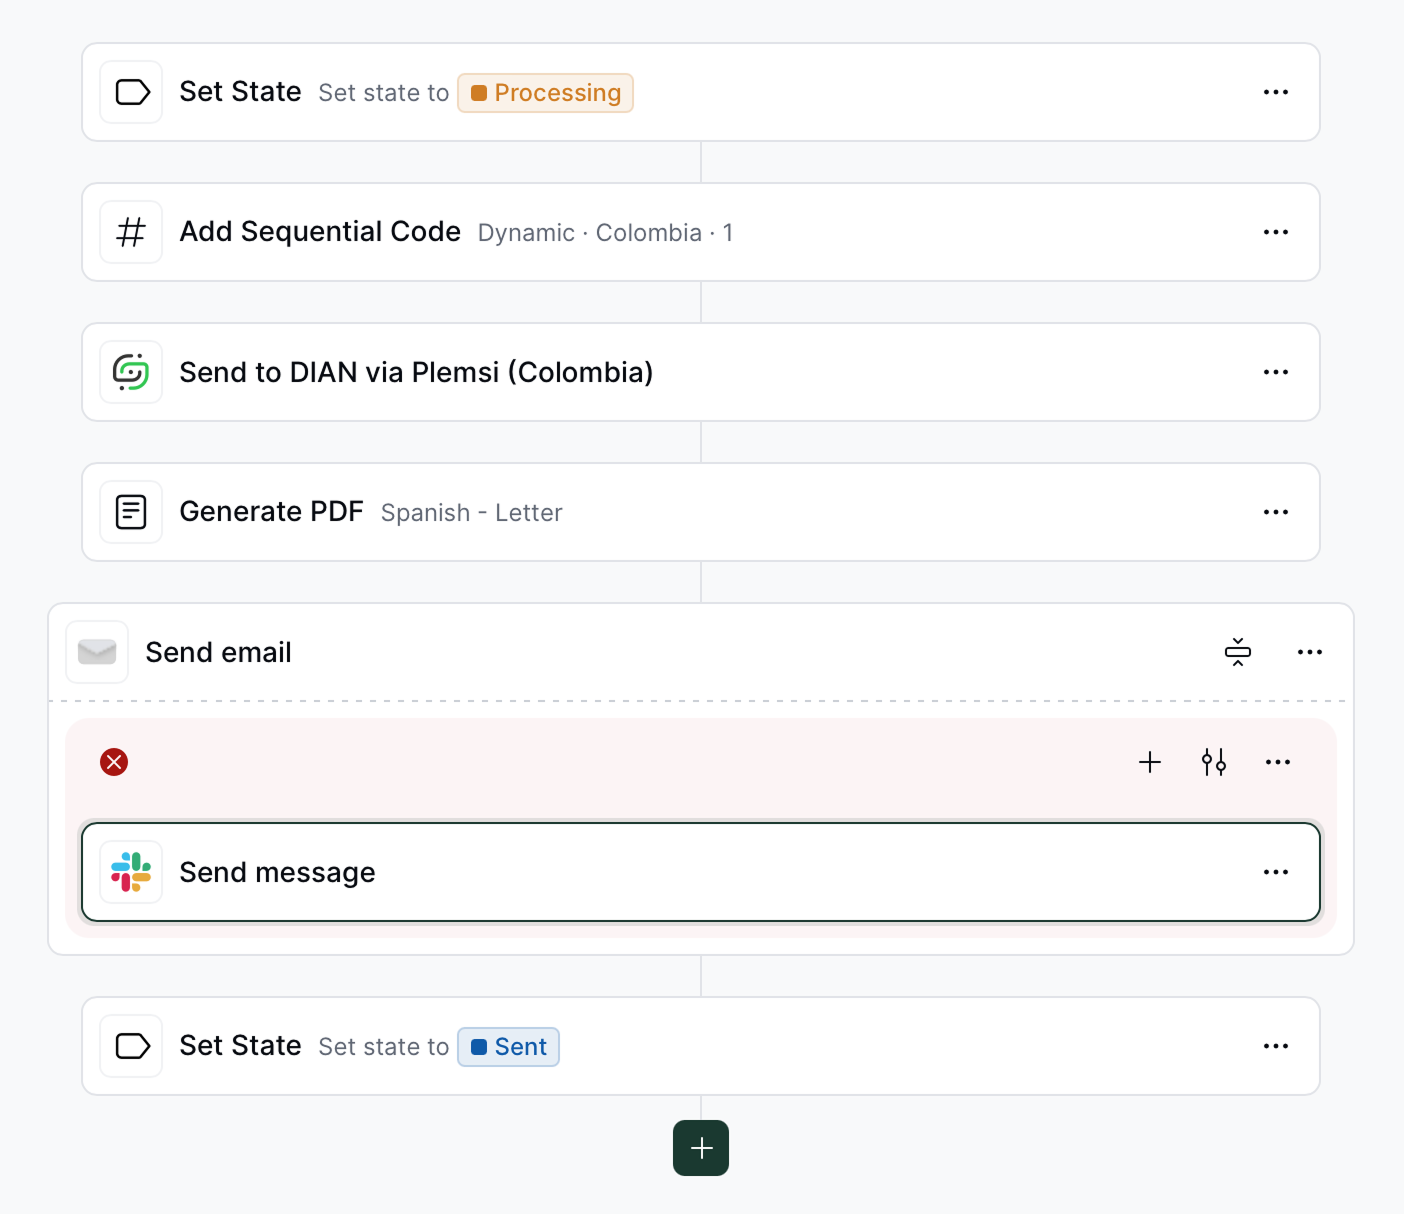 Set State Set state to Processing
Add Sequential Code Dynamic · Colombia · 1
Send to DIAN via Plemsi (Colombia)
Generate PDF Spanish - Letter
Send email
Send message
Set State Set state to Sent